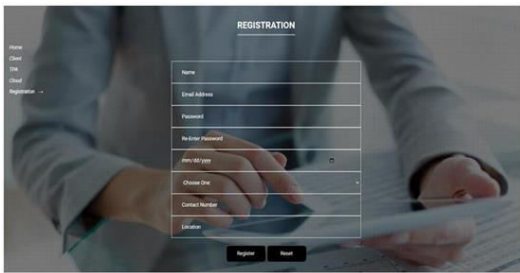 REGISTRATION
Home
Client
TPA
Cloud
Registration →
Name
Email Address
Password
Re-Enter Password
mm/dd/yyyy
Choose One
Contact Number
Location
Register
Reset